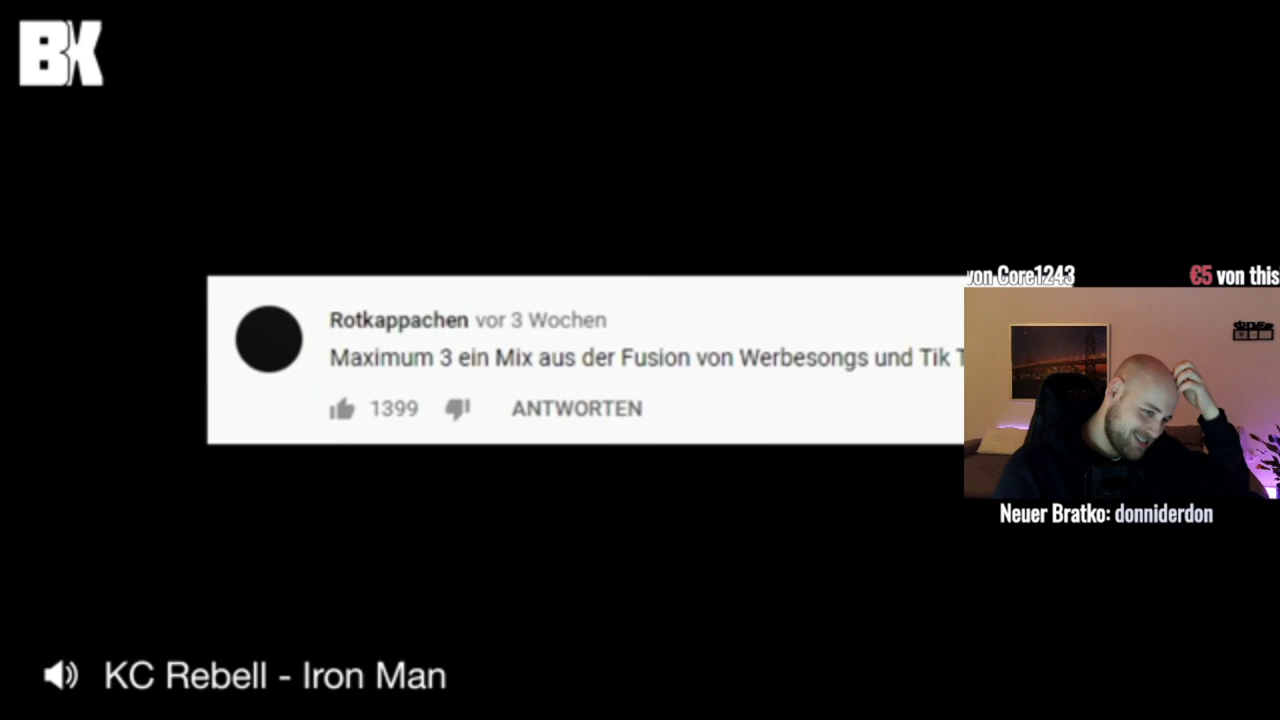 BK
von Core1243
€5 von this
Rotkappachen vor 3 Wochen
Maximum 3 ein Mix aus der Fusion von Werbesongs und Tik
1399 ANTWORTEN
Neuer Bratko: donniderdon
KC Rebell - Iron Man